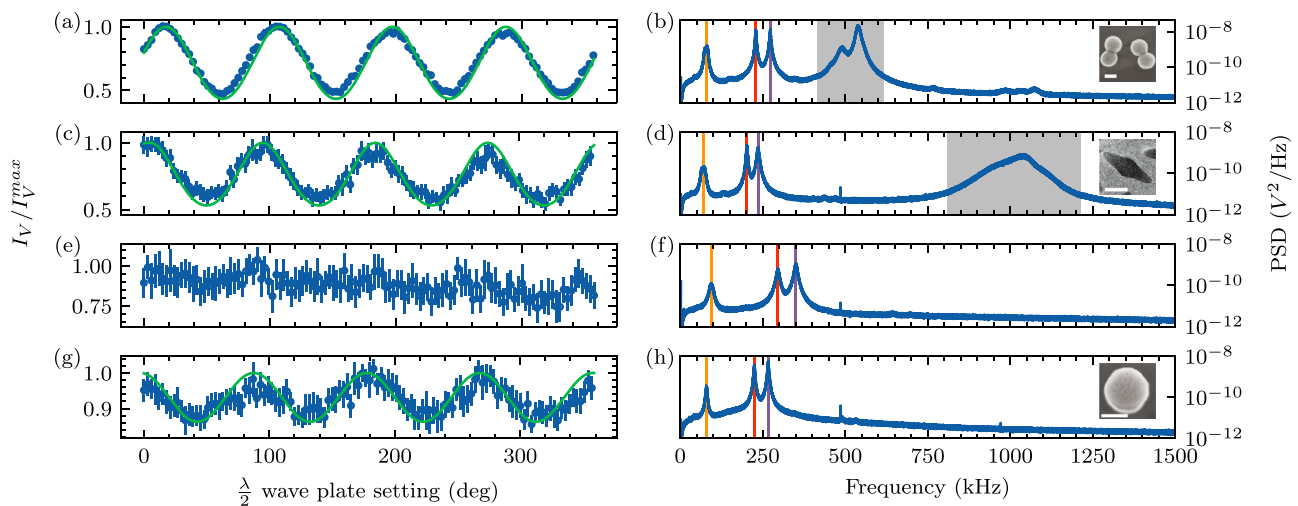 (a)
1.0
0.5
(b)
10⁻⁸
10⁻¹⁰
10⁻¹²
(c)
1.0
0.5
(d)
10⁻⁸
10⁻¹⁰
10⁻¹²
(e)
1.00
0.75
(f)
10⁻⁸
10⁻¹⁰
10⁻¹²
(g)
1.0
0.9
(h)
10⁻⁸
10⁻¹⁰
10⁻¹²
I_V/I_V^{max}
PSD (V²/Hz)
0 100 200 300
λ/2 wave plate setting (deg)
0 250 500 750 1000 1250 1500
Frequency (kHz)